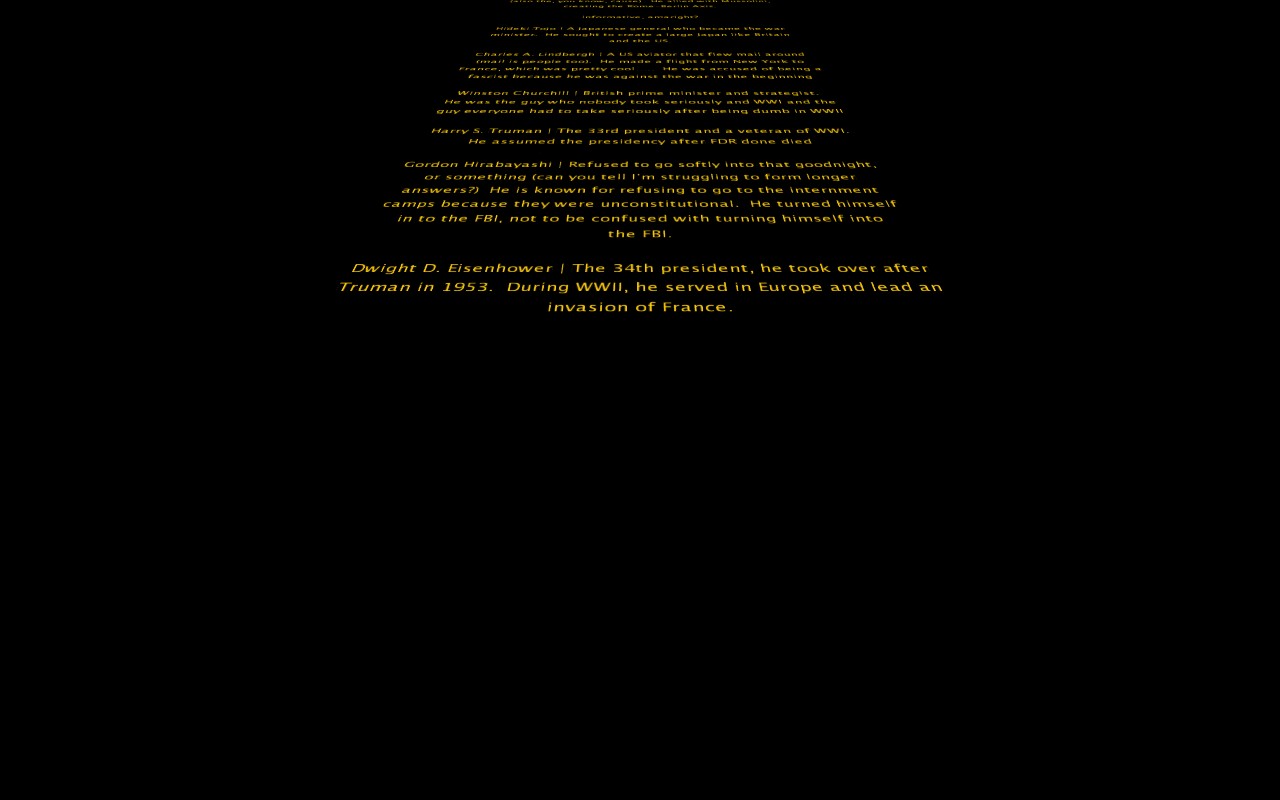 (also the, you know, cause). He allied with Mussolini,
creating the Rome-Berlin Axis.
Informative, amaright?
Hideki Tojo | A Japanese general who became the war
minister. He sought to create a large Japan like Britain
and the US.
Charles A. Lindbergh | A US aviator that flew mail around
(mail is people too). He made a flight from New York to
France, which was pretty cool He was accused of being a
fascist because he was against the war in the beginning
Winston Churchill | British prime minister and strategist.
He was the guy who nobody took seriously and WWI and the
guy everyone had to take seriously after being dumb in WWII
Harry S. Truman | The 33rd president and a veteran of WWI.
He assumed the presidency after FDR done died
Gordon Hirabayashi | Refused to go softly into that goodnight,
or something (can you tell I'm struggling to form longer
answers?) He is known for refusing to go to the internment
camps because they were unconstitutional. He turned himself
in to the FBI, not to be confused with turning himself into
the FBI.
Dwight D. Eisenhower | The 34th president, he took over after
Truman in 1953. During WWII, he served in Europe and lead an
invasion of France.